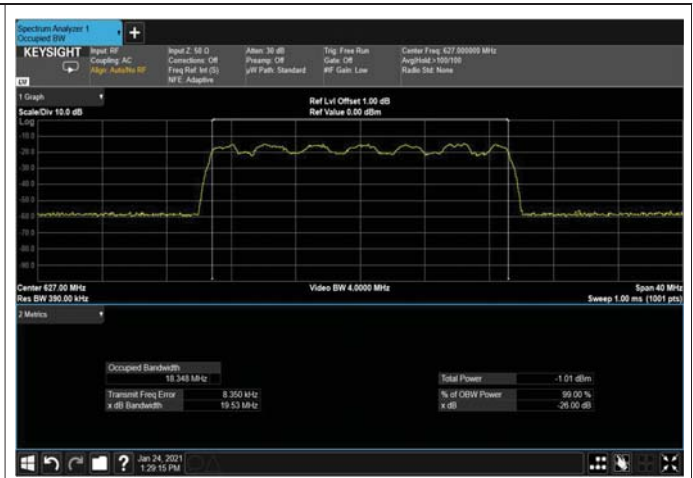 Spectrum Analyzer 1
Occupied BW
+
KEYSIGHT
Input: RF
Coupling: AC
Align: Auto/No RF
Input Z: 50 Ω
Corrections: Off
Freq Ref: Int (S)
NFE: Adaptive
Atten: 30 dB
Preamp: Off
µW Path: Standard
Trig: Free Run
Gate: Off
#IF Gain: Low
Center Freq: 627.000000 MHz
Avg|Hold:>100/100
Radio Std: None
LV
1 Graph
Scale/Div 10.0 dB
Ref Lvl Offset 1.00 dB
Ref Value 0.00 dBm
Log
-10.0
-20.0
-30.0
-40.0
-50.0
-60.0
-70.0
-80.0
-90.0
Center 627.00 MHz
Video BW 4.0000 MHz
Span 40 MHz
Res BW 390.00 kHz
Sweep 1.00 ms (1001 pts)
2 Metrics
Occupied Bandwidth
18.348 MHz
Total Power -1.01 dBm
Transmit Freq Error 8.350 kHz
% of OBW Power 99.00 %
x dB Bandwidth 19.53 MHz
x dB -26.00 dB
?
Jan 24, 2021
1:29:15 PM